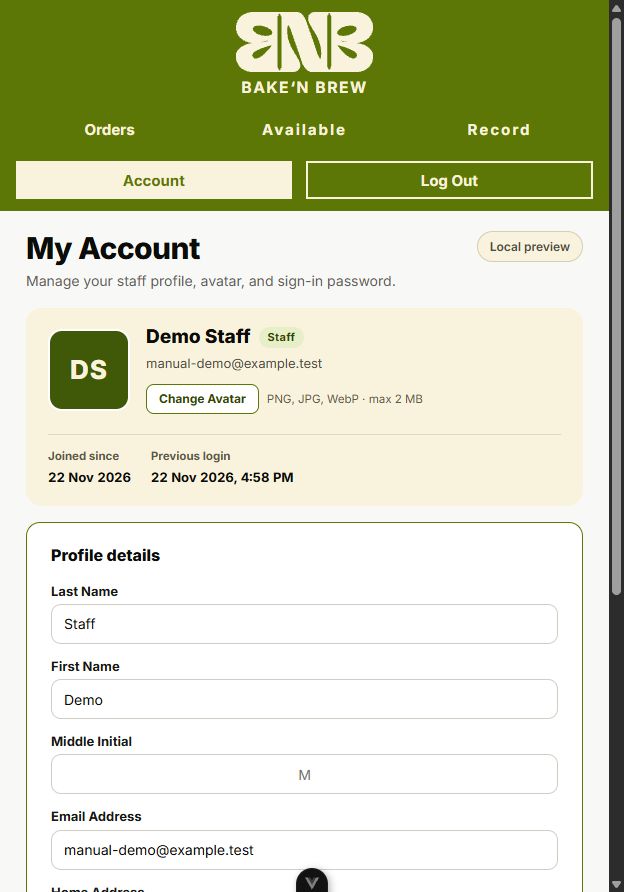 BNB
BAKE'N BREW
Orders Available Record
Account Log Out
My Account
Local preview
Manage your staff profile, avatar, and sign-in password.
DS
Demo Staff Staff
manual-demo@example.test
Change Avatar PNG, JPG, WebP · max 2 MB
Joined since Previous login
22 Nov 2026 22 Nov 2026, 4:58 PM
Profile details
Last Name
Staff
First Name
Demo
Middle Initial
M
Email Address
manual-demo@example.test
Home Address